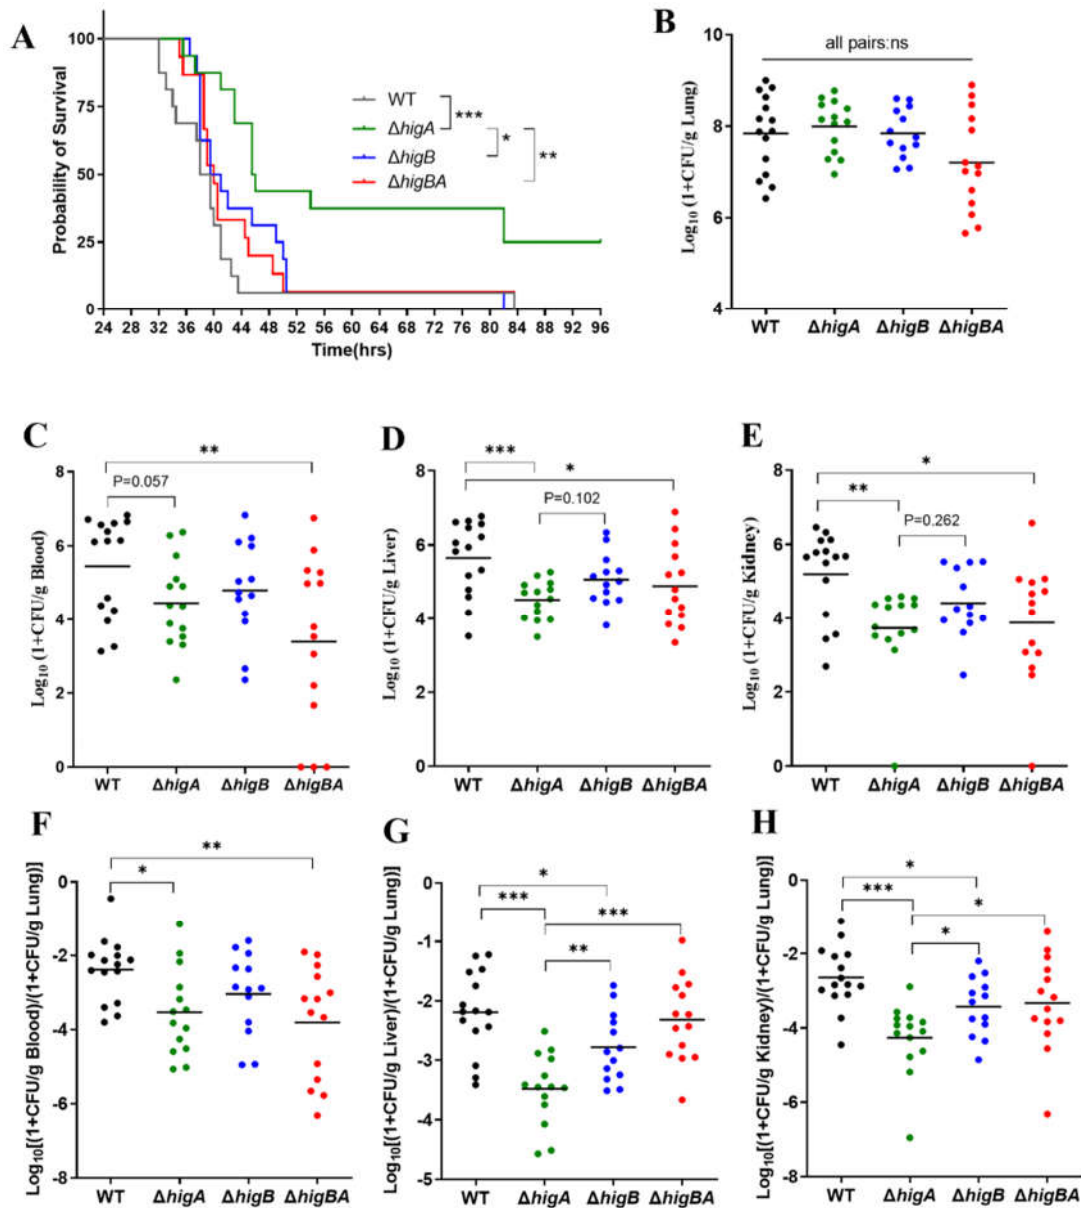 A
Probability of Survival
100
75
50
25
0
24 28 32 36 40 44 48 52 56 60 64 68 72 76 80 84 88 92 96
Time(hrs)
WT
ΔhigA
ΔhigB
ΔhigBA
***
*
**
B
all pairs:ns
Log10 (1+CFU/g Lung)
10
8
6
4
WT ΔhigA ΔhigB ΔhigBA
C
**
P=0.057
Log10 (1+CFU/g Blood)
8
6
4
2
0
WT ΔhigA ΔhigB ΔhigBA
D
***
*
P=0.102
Log10 (1+CFU/g Liver)
8
6
4
2
0
WT ΔhigA ΔhigB ΔhigBA
E
*
**
P=0.262
Log10 (1+CFU/g Kidney)
8
6
4
2
0
WT ΔhigA ΔhigB ΔhigBA
F
**
*
Log10[(1+CFU/g Blood)/(1+CFU/g Lung)]
0
-2
-4
-6
-8
WT ΔhigA ΔhigB ΔhigBA
G
*
***
***
**
Log10[(1+CFU/g Liver)/(1+CFU/g Lung)]
0
-1
-2
-3
-4
-5
WT ΔhigA ΔhigB ΔhigBA
H
*
***
*
*
Log10[(1+CFU/g Kidney)/(1+CFU/g Lung)]
0
-2
-4
-6
-8
WT ΔhigA ΔhigB ΔhigBA